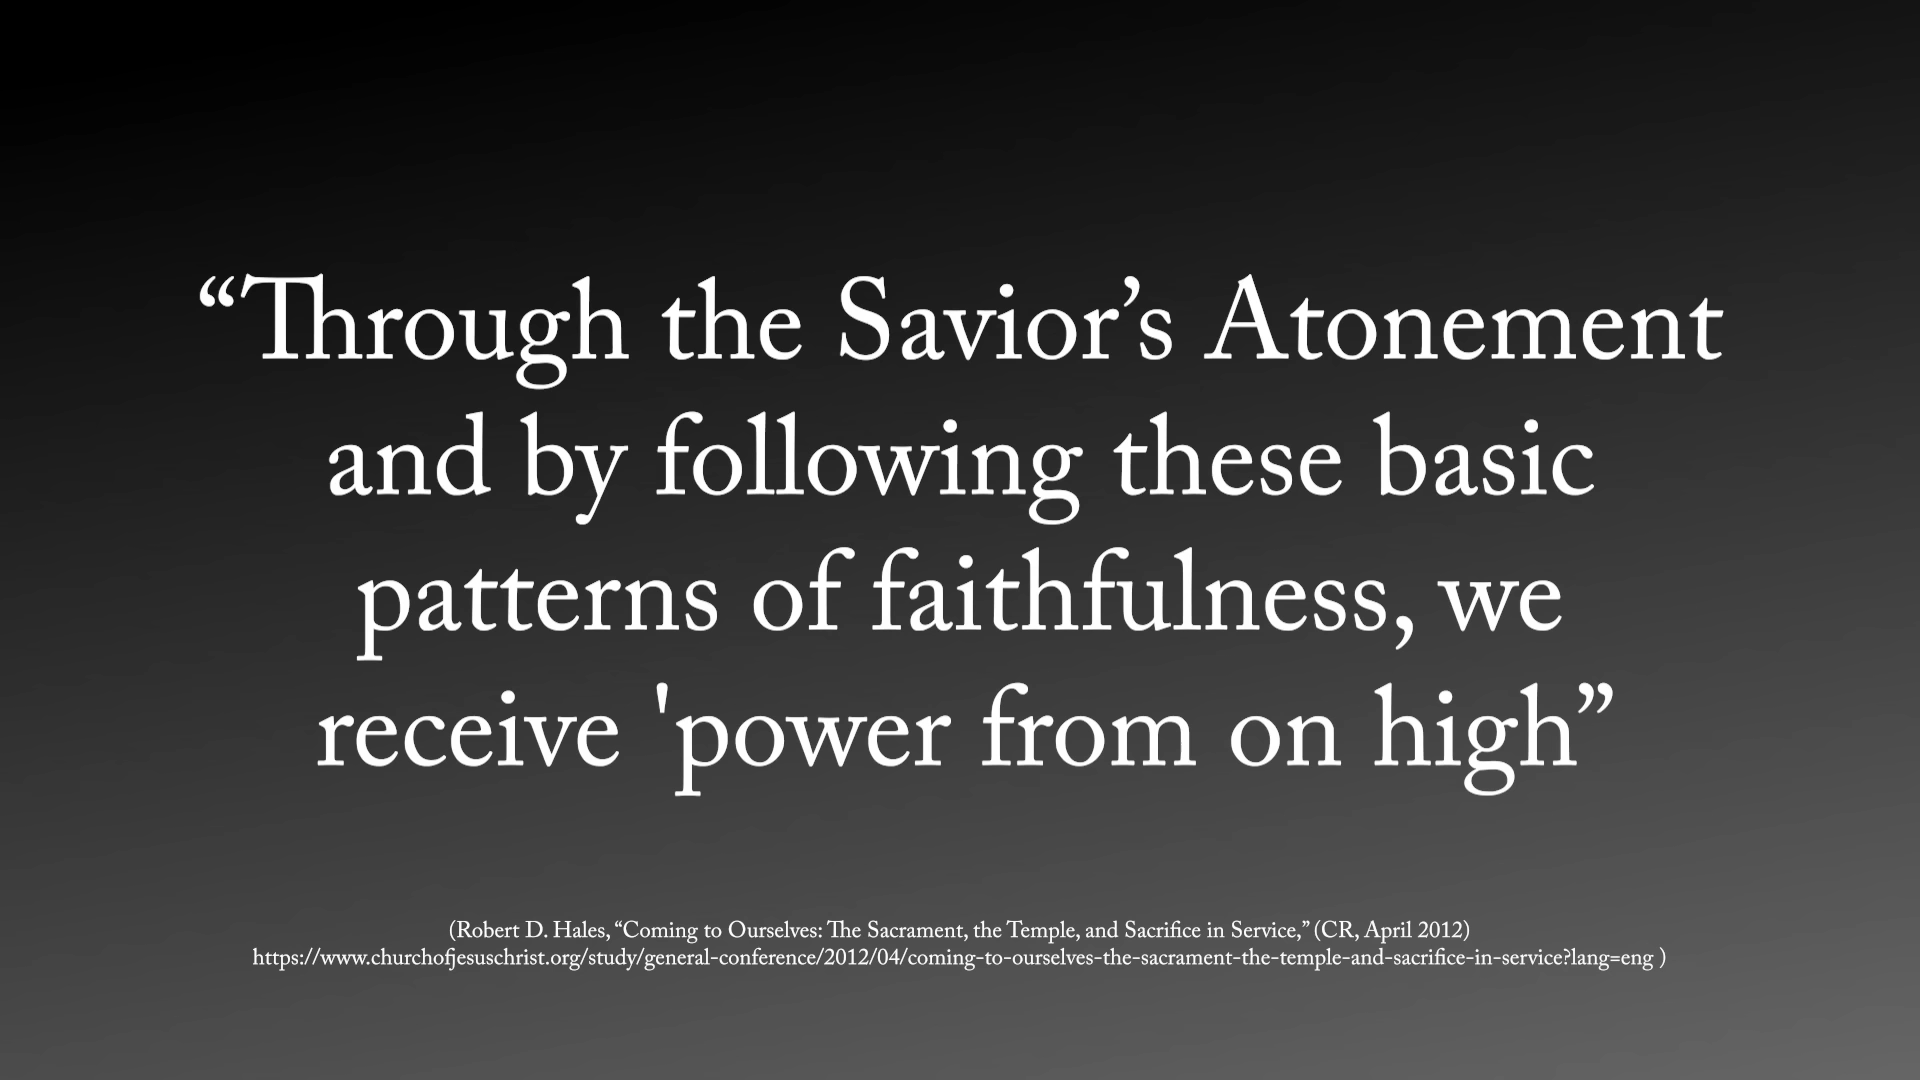 “Through the Savior’s Atonement
and by following these basic
patterns of faithfulness, we
receive 'power from on high”
(Robert D. Hales, “Coming to Ourselves: The Sacrament, the Temple, and Sacrifice in Service,” (CR, April 2012)
https://www.churchofjesuschrist.org/study/general-conference/2012/04/coming-to-ourselves-the-sacrament-the-temple-and-sacrifice-in-service?lang=eng )